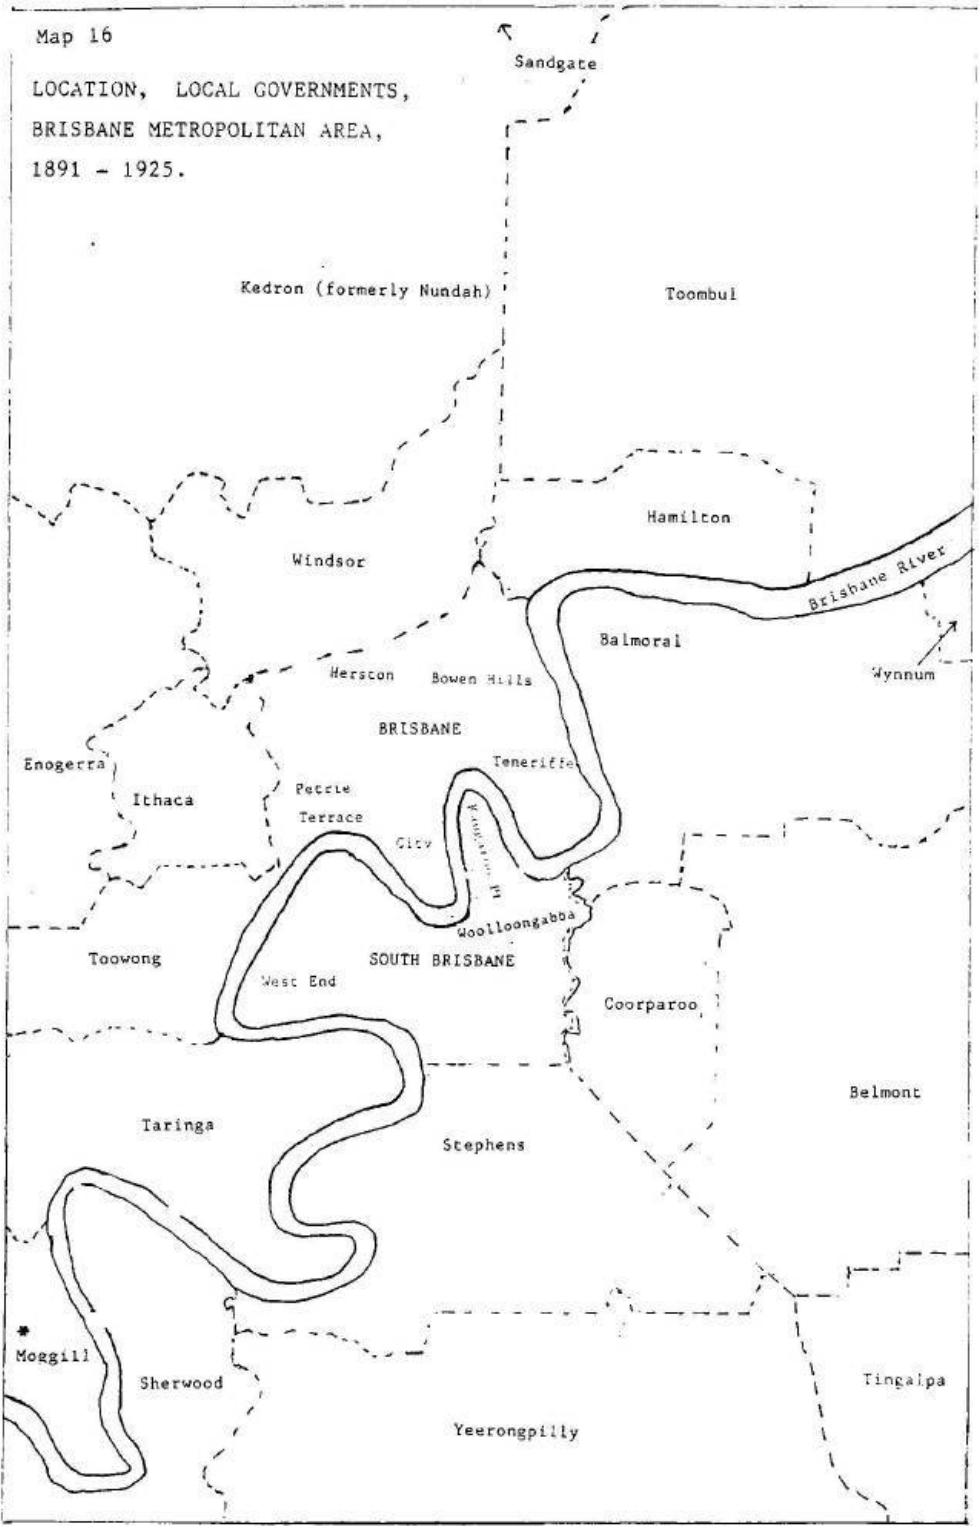 Map 16
LOCATION, LOCAL GOVERNMENTS,
BRISBANE METROPOLITAN AREA,
1891 - 1925.
Sandgate
Kedron (formerly Nundah)
Toombul
Hamilton
Windsor
Brisbane River
Balmoral
Wynnum
Herston
Bowen Hills
BRISBANE
Teneriffe
Enogerra
Ithaca
Petrie
Terrace
City
Kangaroo Pt
Woolloongabba
Toowong
SOUTH BRISBANE
West End
Coorparoo
Belmont
Taringa
Stephens
*
Moggill
Sherwood
Tingalpa
Yeerongpilly